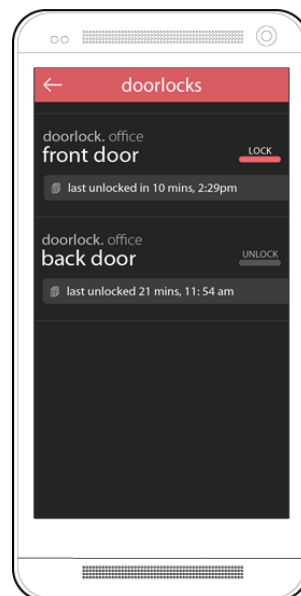 doorlocks
doorlock. office
front door
LOCK
last unlocked in 10 mins, 2:29pm
doorlock. office
back door
UNLOCK
last unlocked 21 mins, 11: 54 am